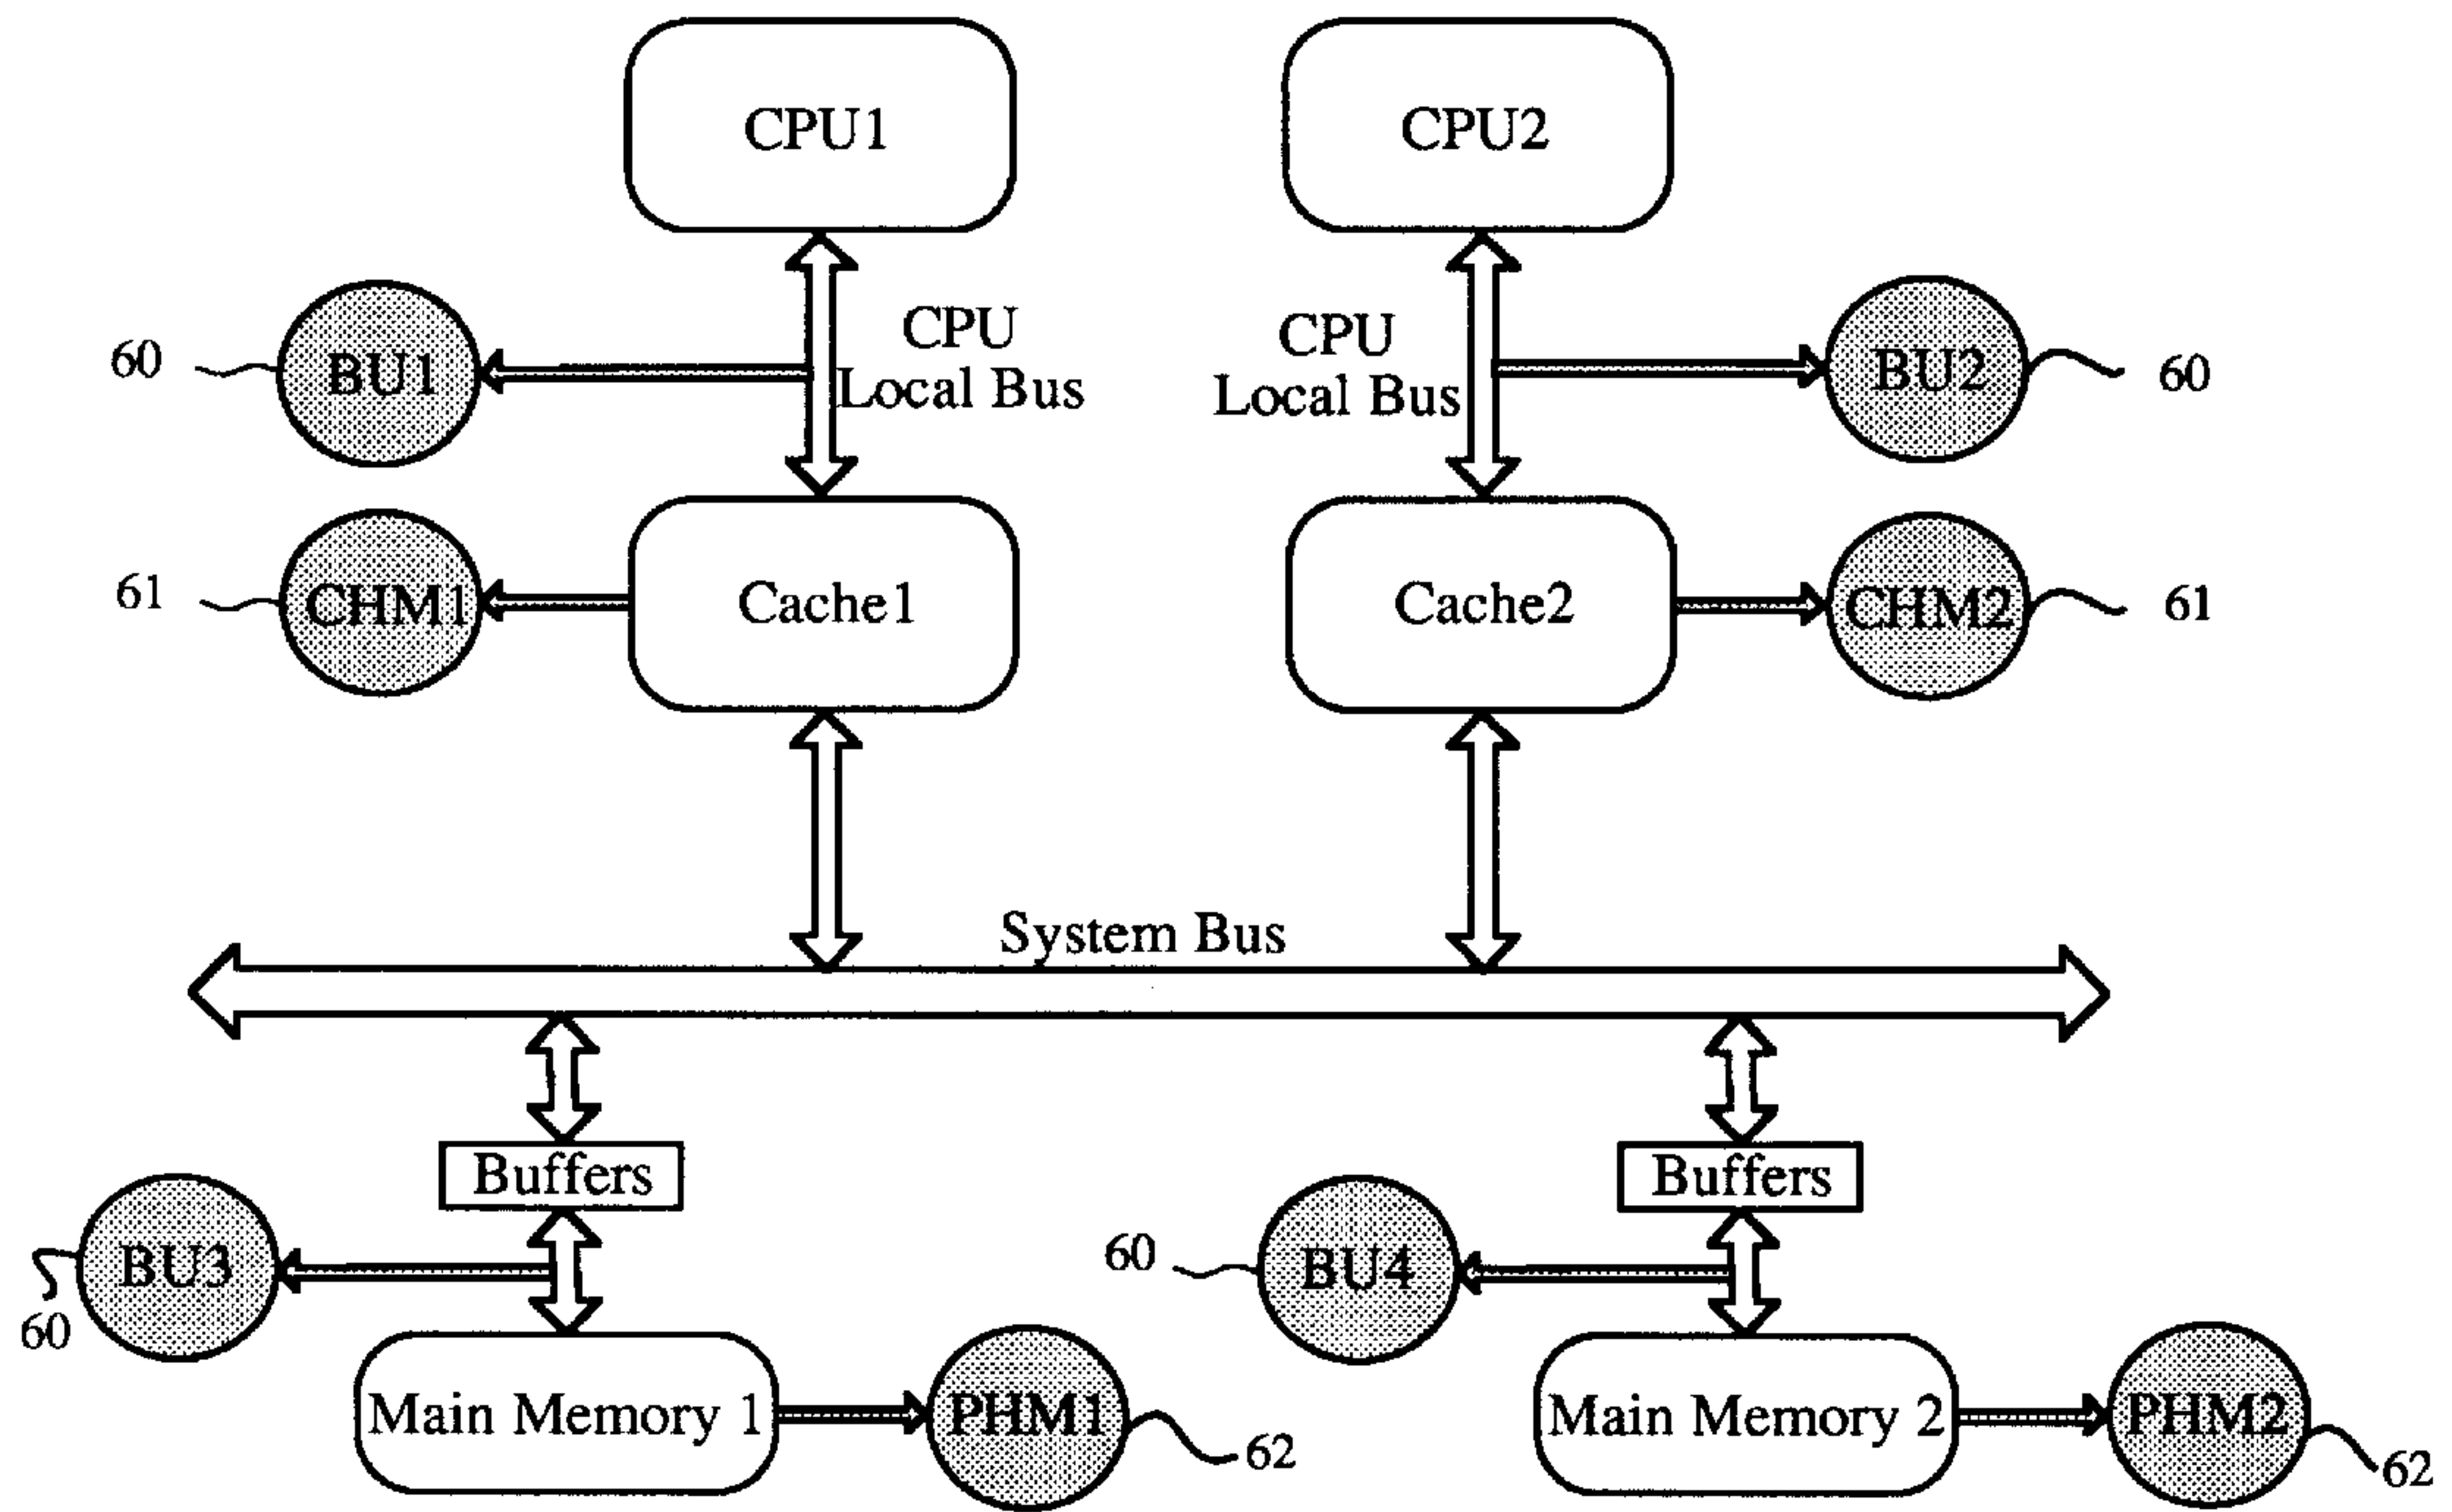 CPU1
CPU2
60
BU1
CPU
Local Bus
CPU
Local Bus
BU2
60
61
CHM1
Cache1
Cache2
CHM2
61
System Bus
Buffers
Buffers
60
BU3
60
BU4
Main Memory 1
PHM1
62
Main Memory 2
PHM2
62